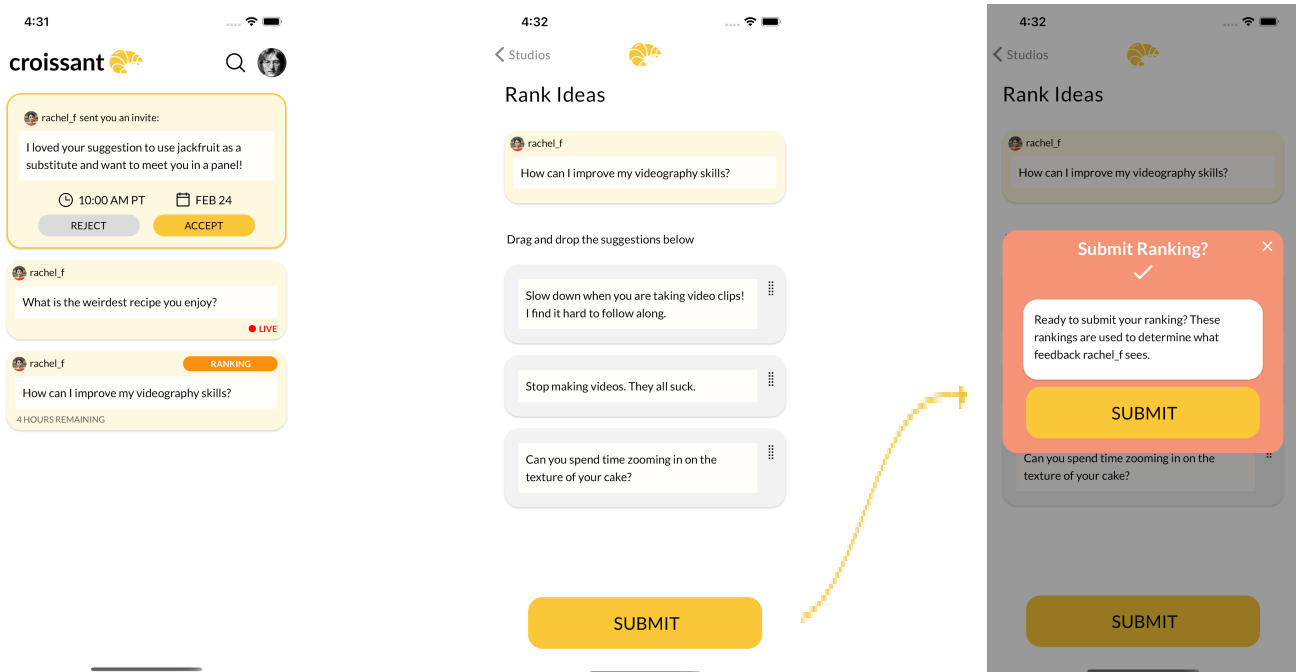 4:31
croissant
rachel_f sent you an invite:
I loved your suggestion to use jackfruit as a
substitute and want to meet you in a panel!
10:00 AM PT
FEB 24
REJECT
ACCEPT
rachel_f
What is the weirdest recipe you enjoy?
LIVE
rachel_f
RANKING
How can I improve my videography skills?
4 HOURS REMAINING
4:32
Studios
Rank Ideas
rachel_f
How can I improve my videography skills?
Drag and drop the suggestions below
Slow down when you are taking video clips!
I find it hard to follow along.
Stop making videos. They all suck.
Can you spend time zooming in on the
texture of your cake?
SUBMIT
4:32
Studios
Rank Ideas
rachel_f
How can I improve my videography skills?
Submit Ranking?
Ready to submit your ranking? These
rankings are used to determine what
feedback rachel_f sees.
SUBMIT
Can you spend time zooming in on the
texture of your cake?
SUBMIT